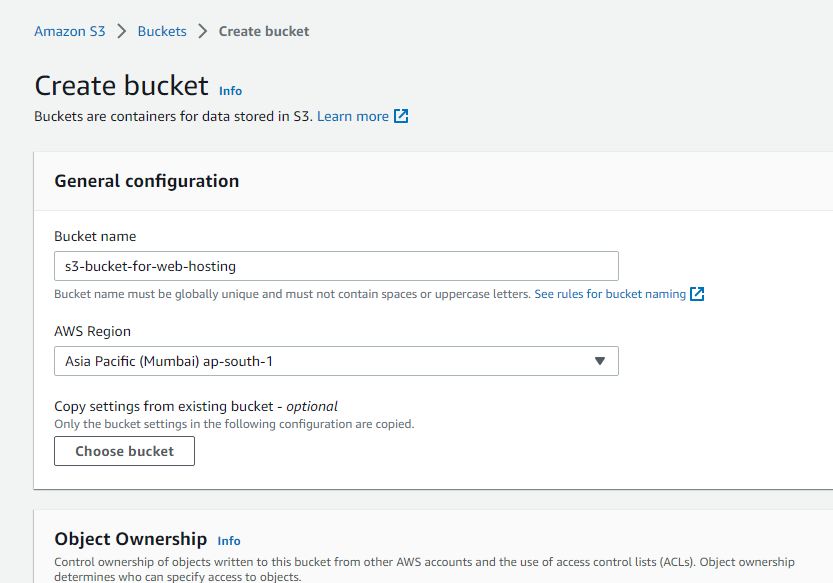 Amazon S3 > Buckets > Create bucket
Create bucket Info
Buckets are containers for data stored in S3. Learn more
General configuration
Bucket name
s3-bucket-for-web-hosting
Bucket name must be globally unique and must not contain spaces or uppercase letters. See rules for bucket naming
AWS Region
Asia Pacific (Mumbai) ap-south-1
Copy settings from existing bucket - optional
Only the bucket settings in the following configuration are copied.
Choose bucket
Object Ownership Info
Control ownership of objects written to this bucket from other AWS accounts and the use of access control lists (ACLs). Object ownership
determines who can specify access to objects.